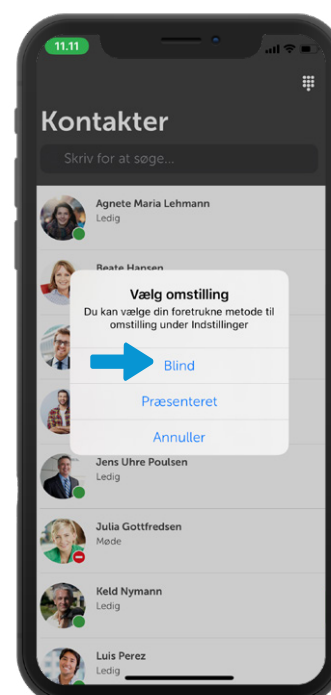 11.11
Kontakter
Skriv for at søge...
Agnete Maria Lehmann
Ledig
Beate Hansen
Vælg omstilling
Du kan vælge din foretrukne metode til
omstilling under Indstillinger
Blind
Præsenteret
Annuller
Jens Uhre Poulsen
Ledig
Julia Gottfredsen
Møde
Keld Nymann
Ledig
Luis Perez
Ledig